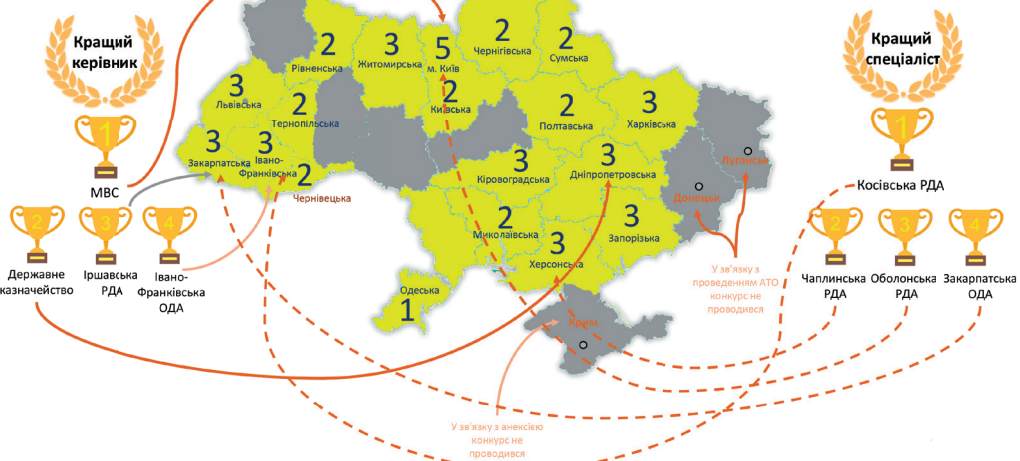 Кращий
керівник
1
МВС
2
3
4
Державне
казначейство
Іршавська
РДА
Івано-
Франківська
ОДА
2
Рівненська
3
Житомирська
5
м. Київ
2
Чернігівська
2
Сумська
3
Львівська
2
Тернопільська
2
Київська
2
Полтавська
3
Харківська
3
Закарпатська
3
Івано-
Франківська
2
Чернівецька
3
Кіровоградська
3
Дніпропетровська
Луганськ
Донецьк
2
Миколаївська
3
Херсонська
3
Запорізька
Одеська
1
Крим
У зв'язку з
проведенням АТО
конкурс не
проводився
У зв'язку з анексією
конкурс не
проводився
Кращий
спеціаліст
1
Косівська РДА
2
3
4
Чаплинська
РДА
Оболонська
РДА
Закарпатська
ОДА